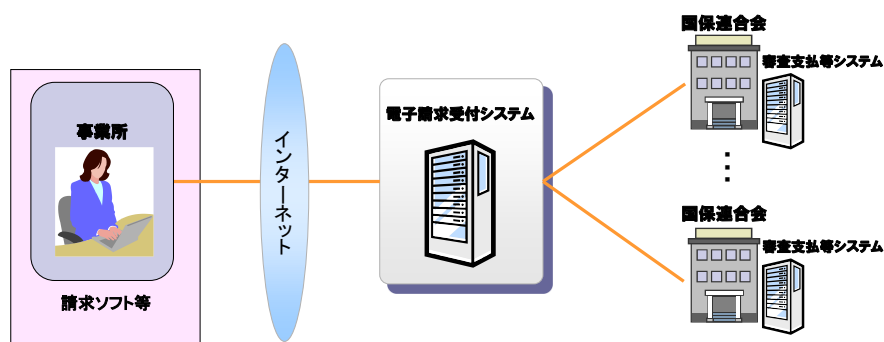 事業所
請求ソフト等
インターネット
電子請求受付システム
国保連合会
審査支払等システム
国保連合会
審査支払等システム